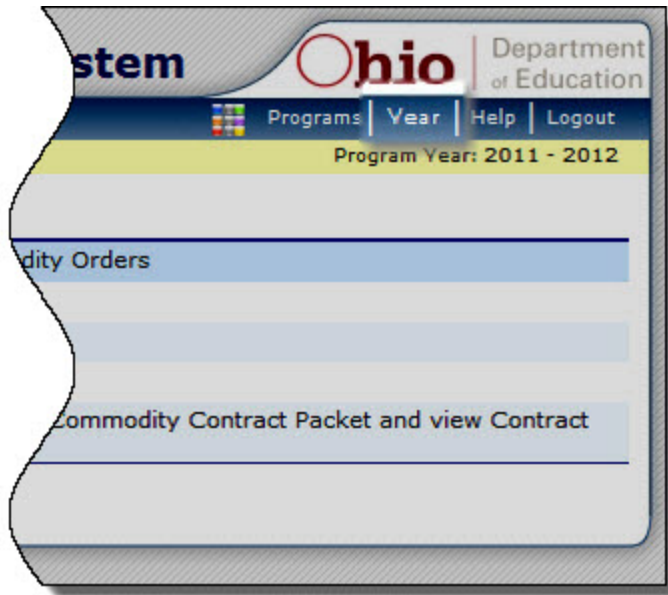 stem
Ohio
Department
of Education
Programs | Year | Help | Logout
Program Year: 2011 - 2012
dity Orders
Commodity Contract Packet and view Contract